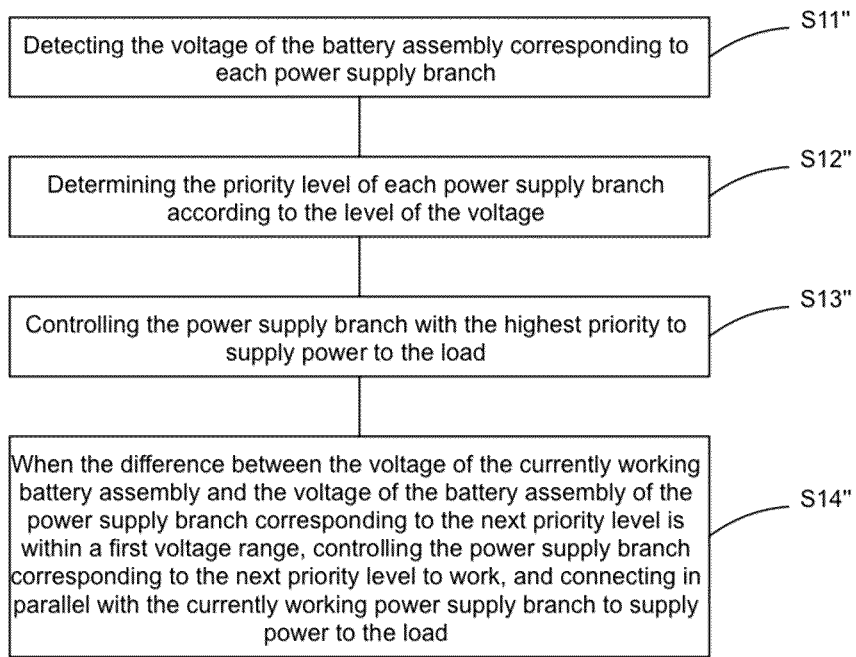 Detecting the voltage of the battery assembly corresponding to
each power supply branch
S11"
Determining the priority level of each power supply branch
according to the level of the voltage
S12"
Controlling the power supply branch with the highest priority to
supply power to the load
S13"
When the difference between the voltage of the currently working
battery assembly and the voltage of the battery assembly of the
power supply branch corresponding to the next priority level is
within a first voltage range, controlling the power supply branch
corresponding to the next priority level to work, and connecting in
parallel with the currently working power supply branch to supply
power to the load
S14"